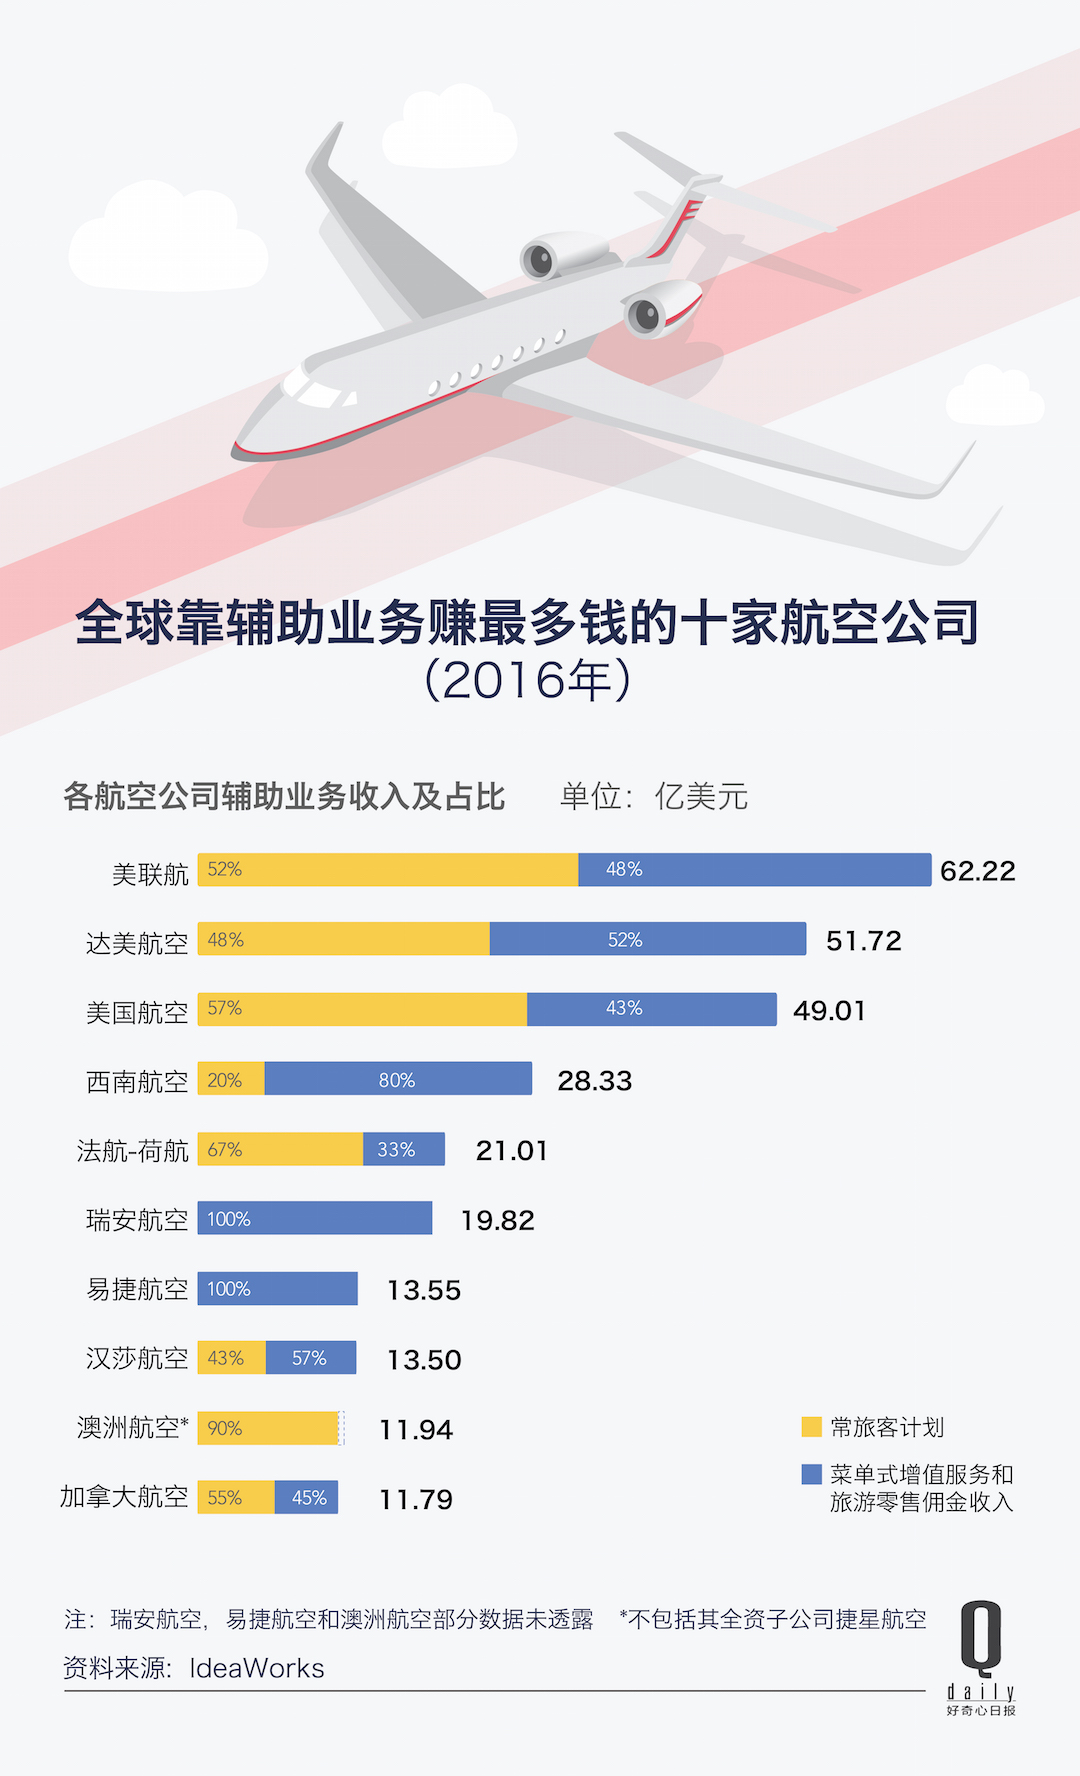 全球靠辅助业务赚最多钱的十家航空公司
（2016年）
各航空公司辅助业务收入及占比 单位：亿美元
美联航 52% 48% 62.22
达美航空 48% 52% 51.72
美国航空 57% 43% 49.01
西南航空 20% 80% 28.33
法航-荷航 67% 33% 21.01
瑞安航空 100% 19.82
易捷航空 100% 13.55
汉莎航空 43% 57% 13.50
澳洲航空* 90% 11.94
加拿大航空 55% 45% 11.79
常旅客计划
菜单式增值服务和
旅游零售佣金收入
注：瑞安航空，易捷航空和澳洲航空部分数据未透露 *不包括其全资子公司捷星航空
资料来源：IdeaWorks
Q
daily
好奇心日报